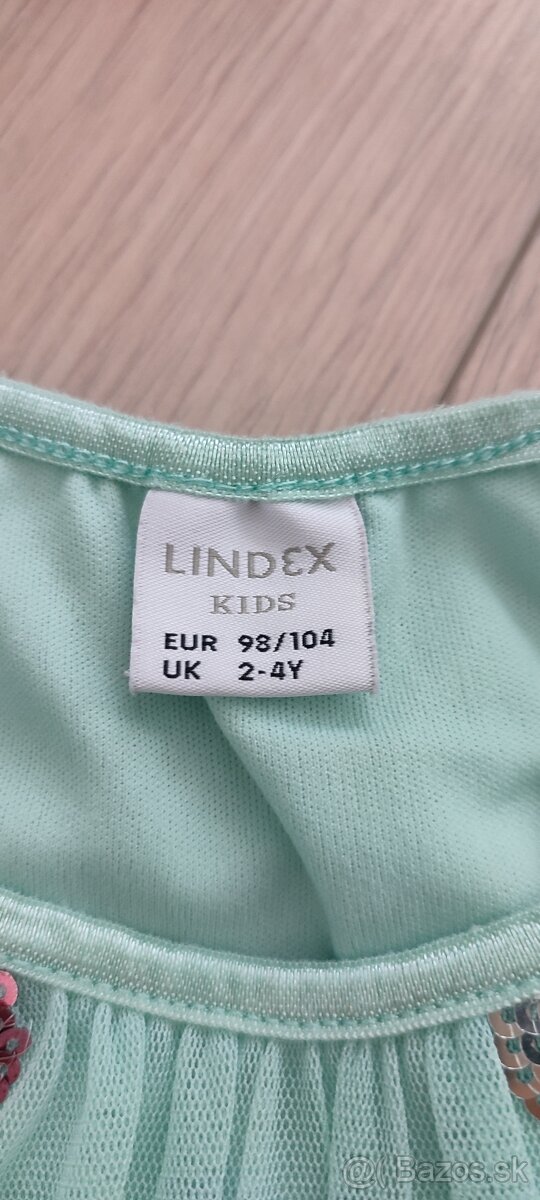 LINDEX
KIDS
EUR 98/104
UK 2-4Y
@( Bazos.sk